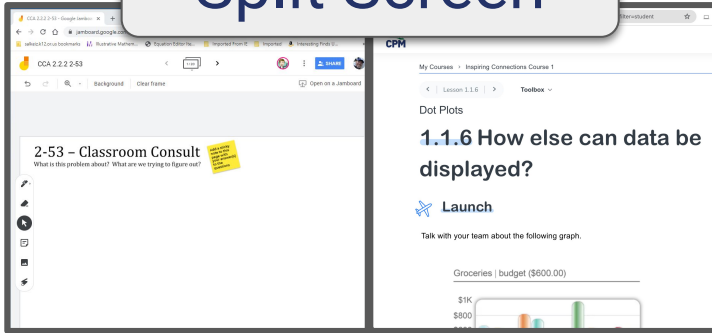 Split Screen
CCA 2.2.2 2-53 - Google Jamboa
jamboard.google.com
Illustrative Mathem...
Equation Editor fo...
Imported From IE
Imported
Interesting Finds U...
CCA 2.2.2 2-53
SHARE
Background
Clear frame
Open on a Jamboard
2-53 – Classroom Consult
What is this problem about? What are we trying to figure out?
CPM
My Courses > Inspiring Connections Course 1
< | Lesson 1.1.6 | >
Toolbox
Dot Plots
1.1.6 How else can data be
displayed?
Launch
Talk with your team about the following graph.
Groceries | budget ($600.00)
$1K
$800